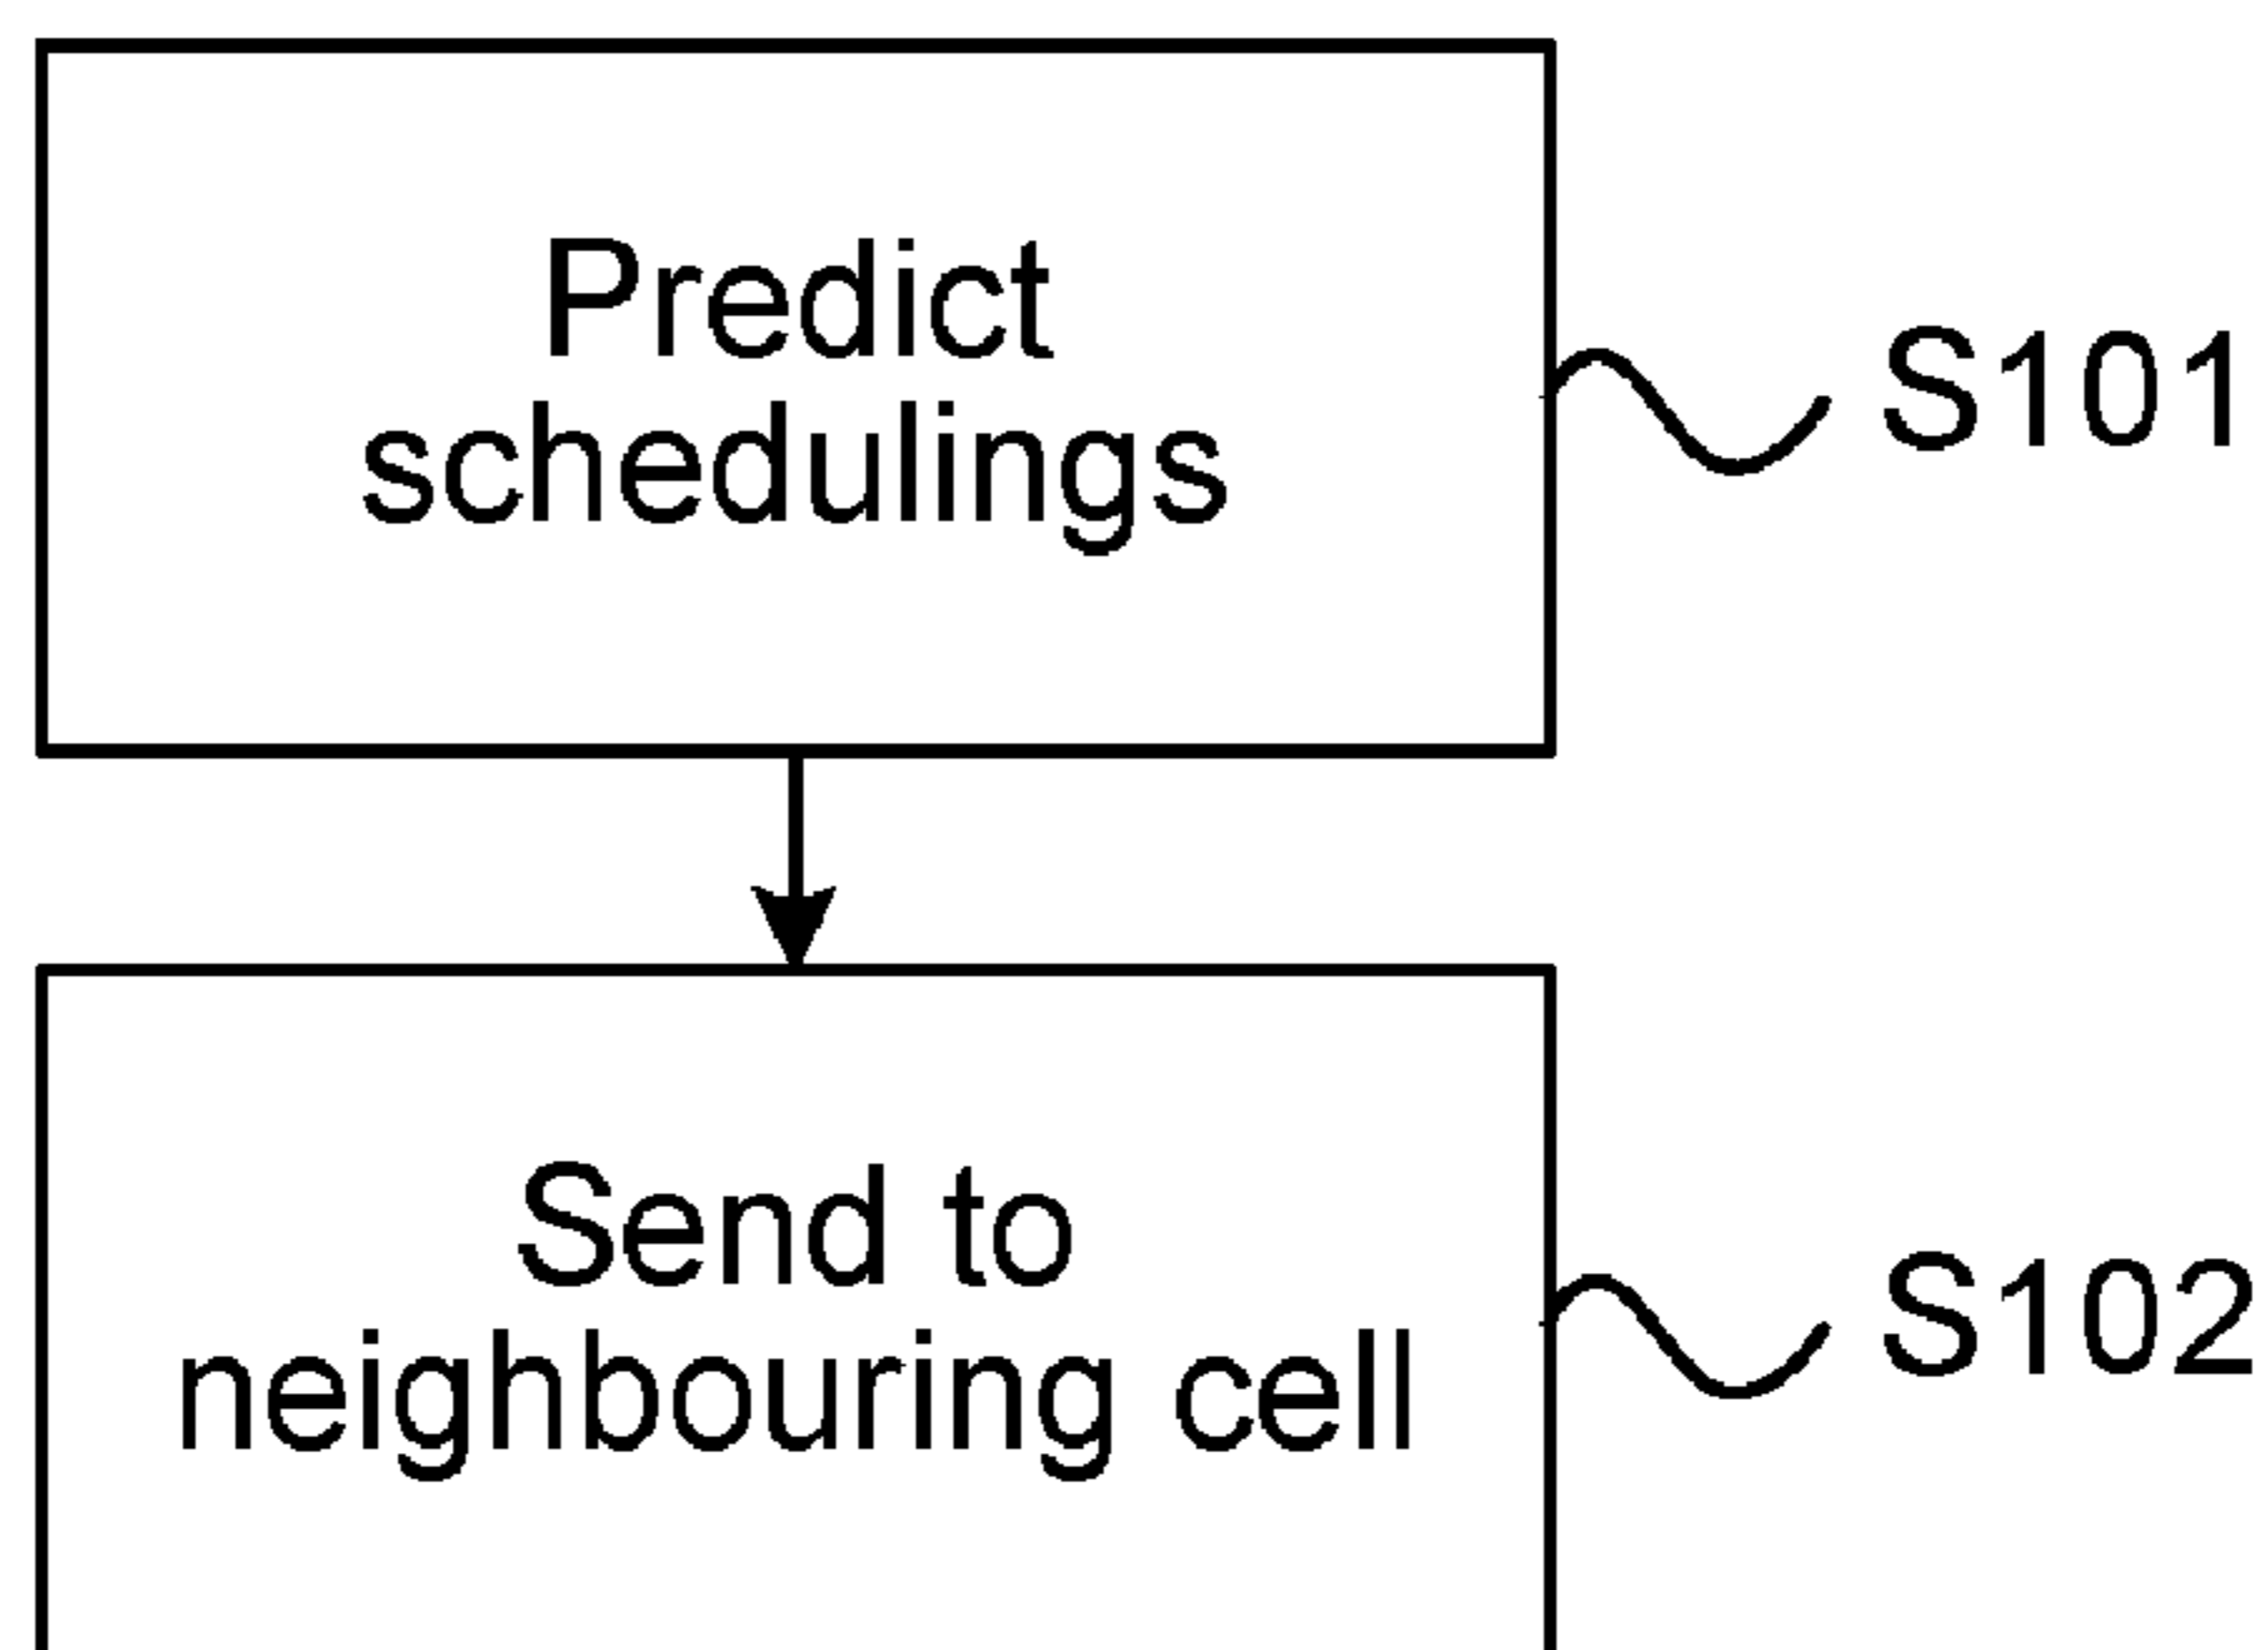 Predict
schedulings
S101
Send to
neighbouring cell
S102